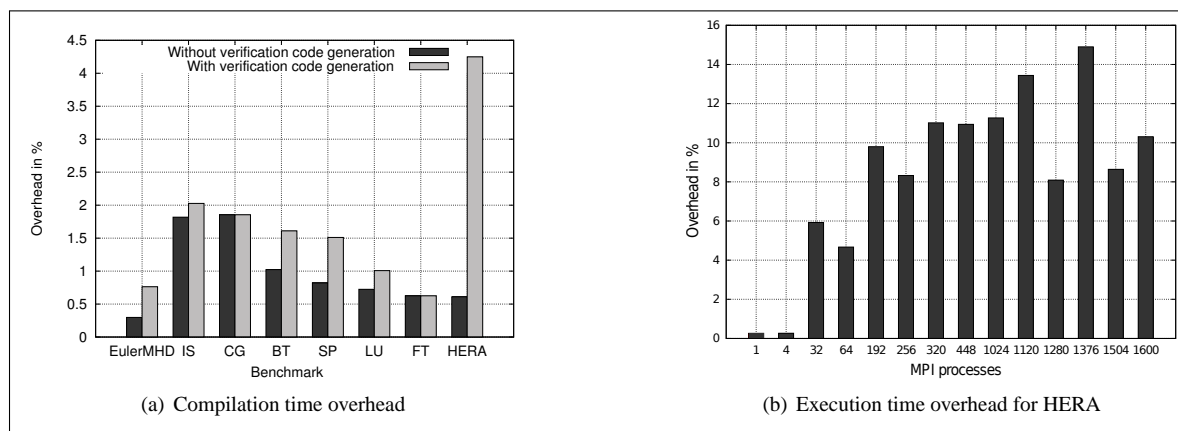 4.5
4
3.5
3
2.5
2
1.5
1
0.5
0
Overhead in %
Without verification code generation
With verification code generation
EulerMHD IS CG BT SP LU FT HERA
Benchmark
(a) Compilation time overhead
16
14
12
10
8
6
4
2
0
Overhead in %
1 4 32 64 192 256 320 448 1024 1120 1280 1376 1504 1600
MPI processes
(b) Execution time overhead for HERA